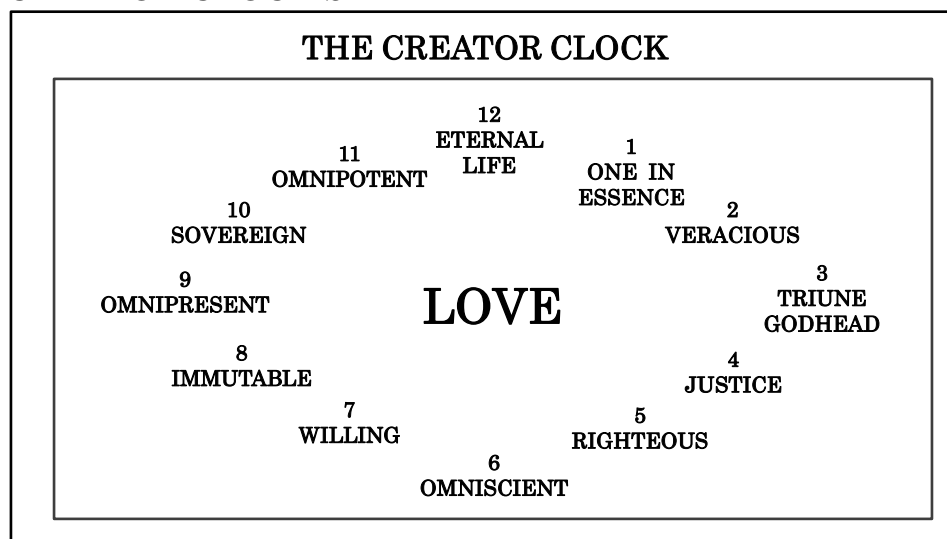 THE CREATOR CLOCK
12
ETERNAL
LIFE
1
ONE IN
ESSENCE
2
VERACIOUS
3
TRIUNE
GODHEAD
4
JUSTICE
5
RIGHTEOUS
6
OMNISCIENT
7
WILLING
8
IMMUTABLE
9
OMNIPRESENT
10
SOVEREIGN
11
OMNIPOTENT
LOVE